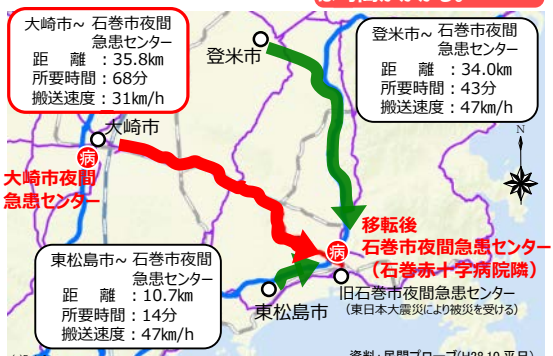 大崎市~ 石巻市夜間
急患センター
距　離：35.8km
所要時間：68分
搬送速度：31km/h
登米市~ 石巻市夜間
急患センター
距　離：34.0km
所要時間：43分
搬送速度：47km/h
登米市
大崎市
N
病
大崎市夜間
急患センター
移転後
病
石巻市夜間急患センター
（石巻赤十字病院隣）
東松島市~ 石巻市夜間
急患センター
距　離：10.7km
所要時間：14分
搬送速度：47km/h
東松島市
旧石巻市夜間急患センター
（東日本大震災により被災を受ける）